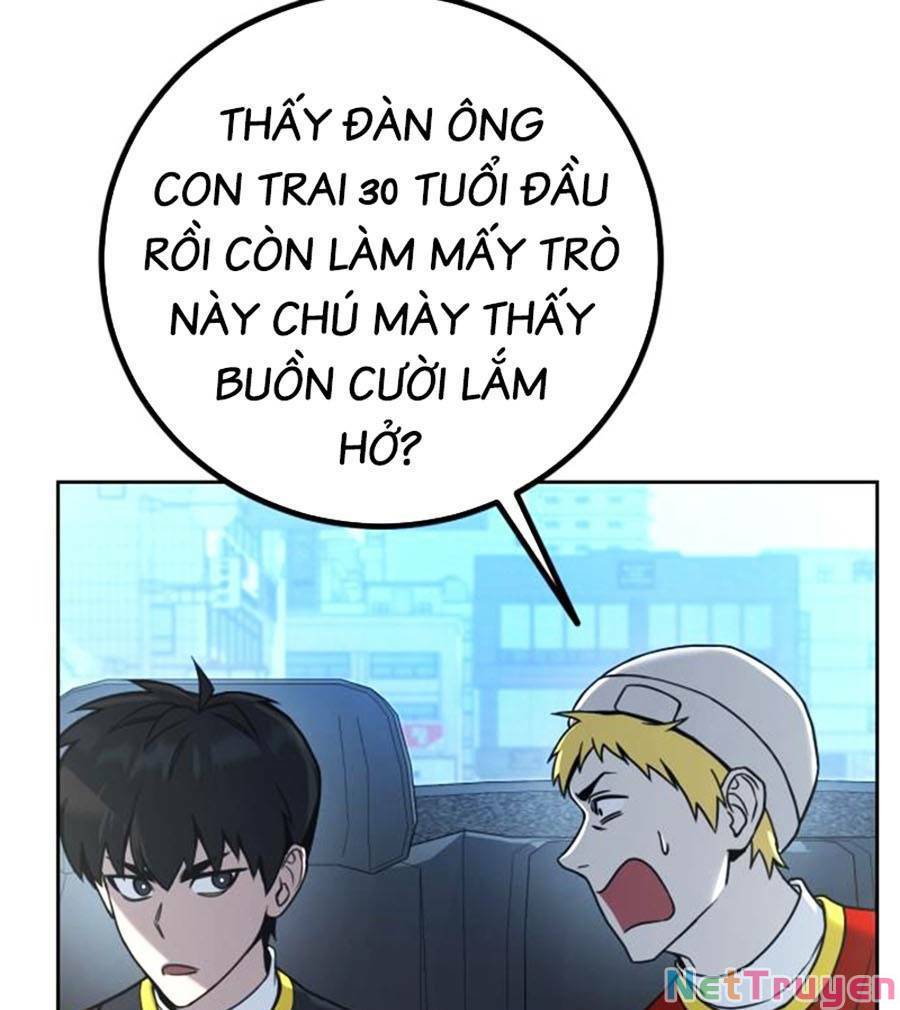 THẤY ĐÀN ÔNG
CON TRAI 30 TUỔI ĐẦU
RỒI CÒN LÀM MẤY TRÒ
NÀY CHÚ MÀY THẤY
BUỒN CƯỜI LẮM
HỞ?
NetTruyen